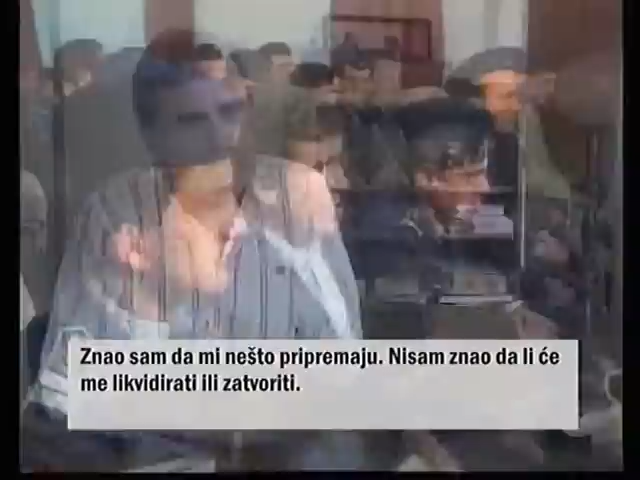 Znao sam da mi nešto pripremaju. Nisam znao da li će
me likvidirati ili zatvoriti.